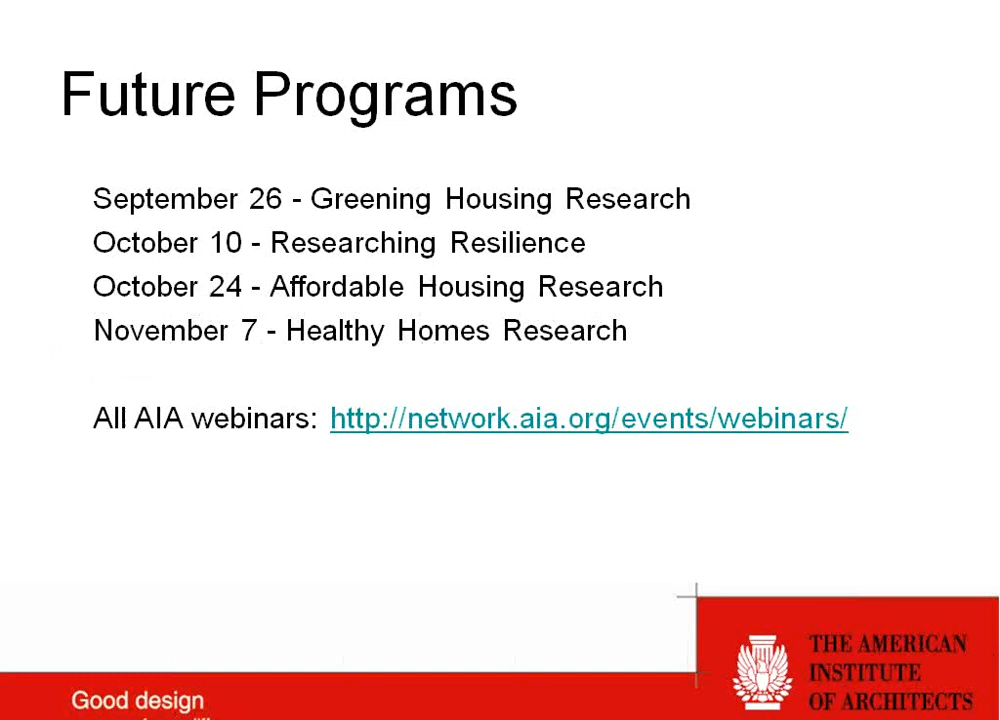 Future Programs
September 26 - Greening Housing Research
October 10 - Researching Resilience
October 24 - Affordable Housing Research
November 7 - Healthy Homes Research
All AIA webinars: http://network.aia.org/events/webinars/
THE AMERICAN
INSTITUTE
OF ARCHITECTS
Good design